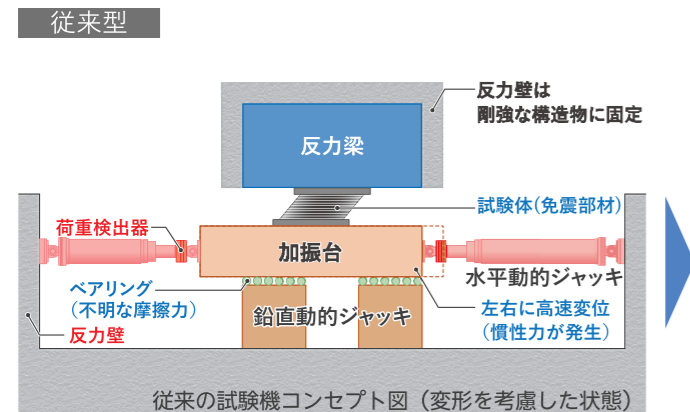 従来型
反力壁は
剛強な構造物に固定
反力梁
試験体(免震部材)
荷重検出器
加振台
水平動的ジャッキ
ベアリング
(不明な摩擦力)
鉛直動的ジャッキ
左右に高速変位
(慣性力が発生)
反力壁
従来の試験機コンセプト図(変形を考慮した状態)